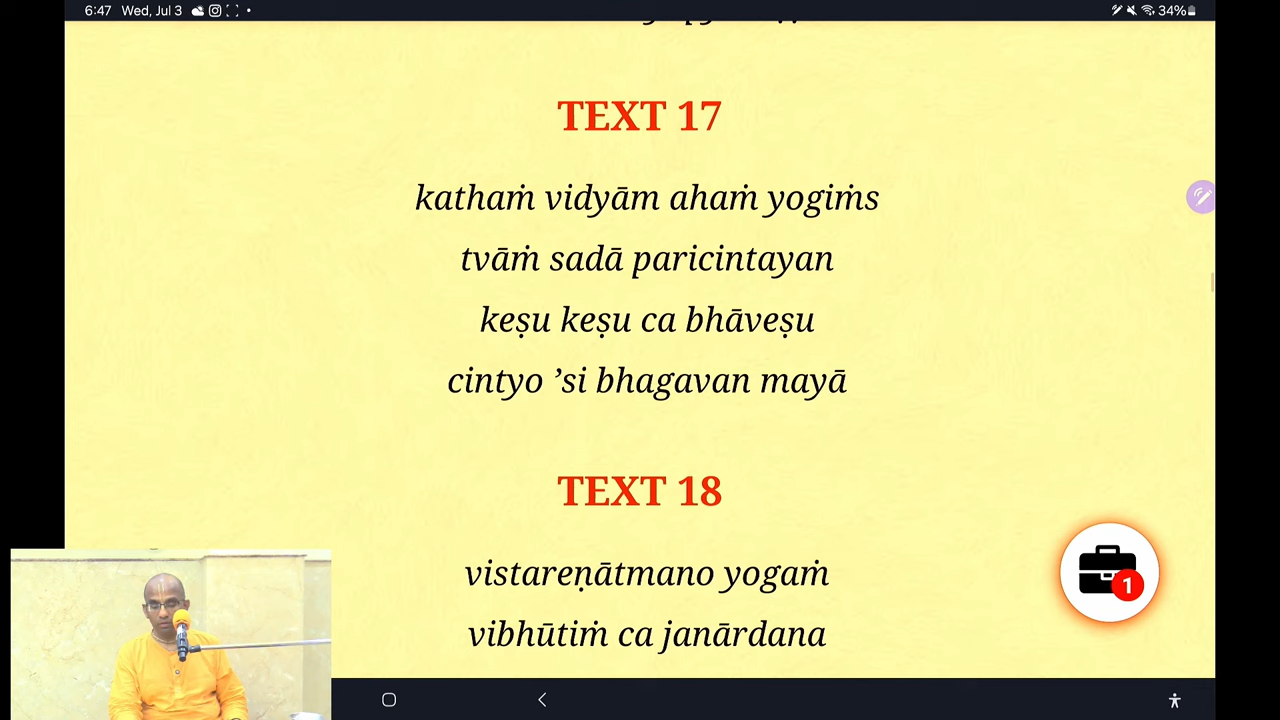 6:47 Wed, Jul 3
34%
TEXT 17
kathaṁ vidyām ahaṁ yogiṁs
tvāṁ sadā paricintayan
keṣu keṣu ca bhāveṣu
cintyo ’si bhagavan mayā
TEXT 18
vistareṇātmano yogaṁ
vibhūtiṁ ca janārdana
1